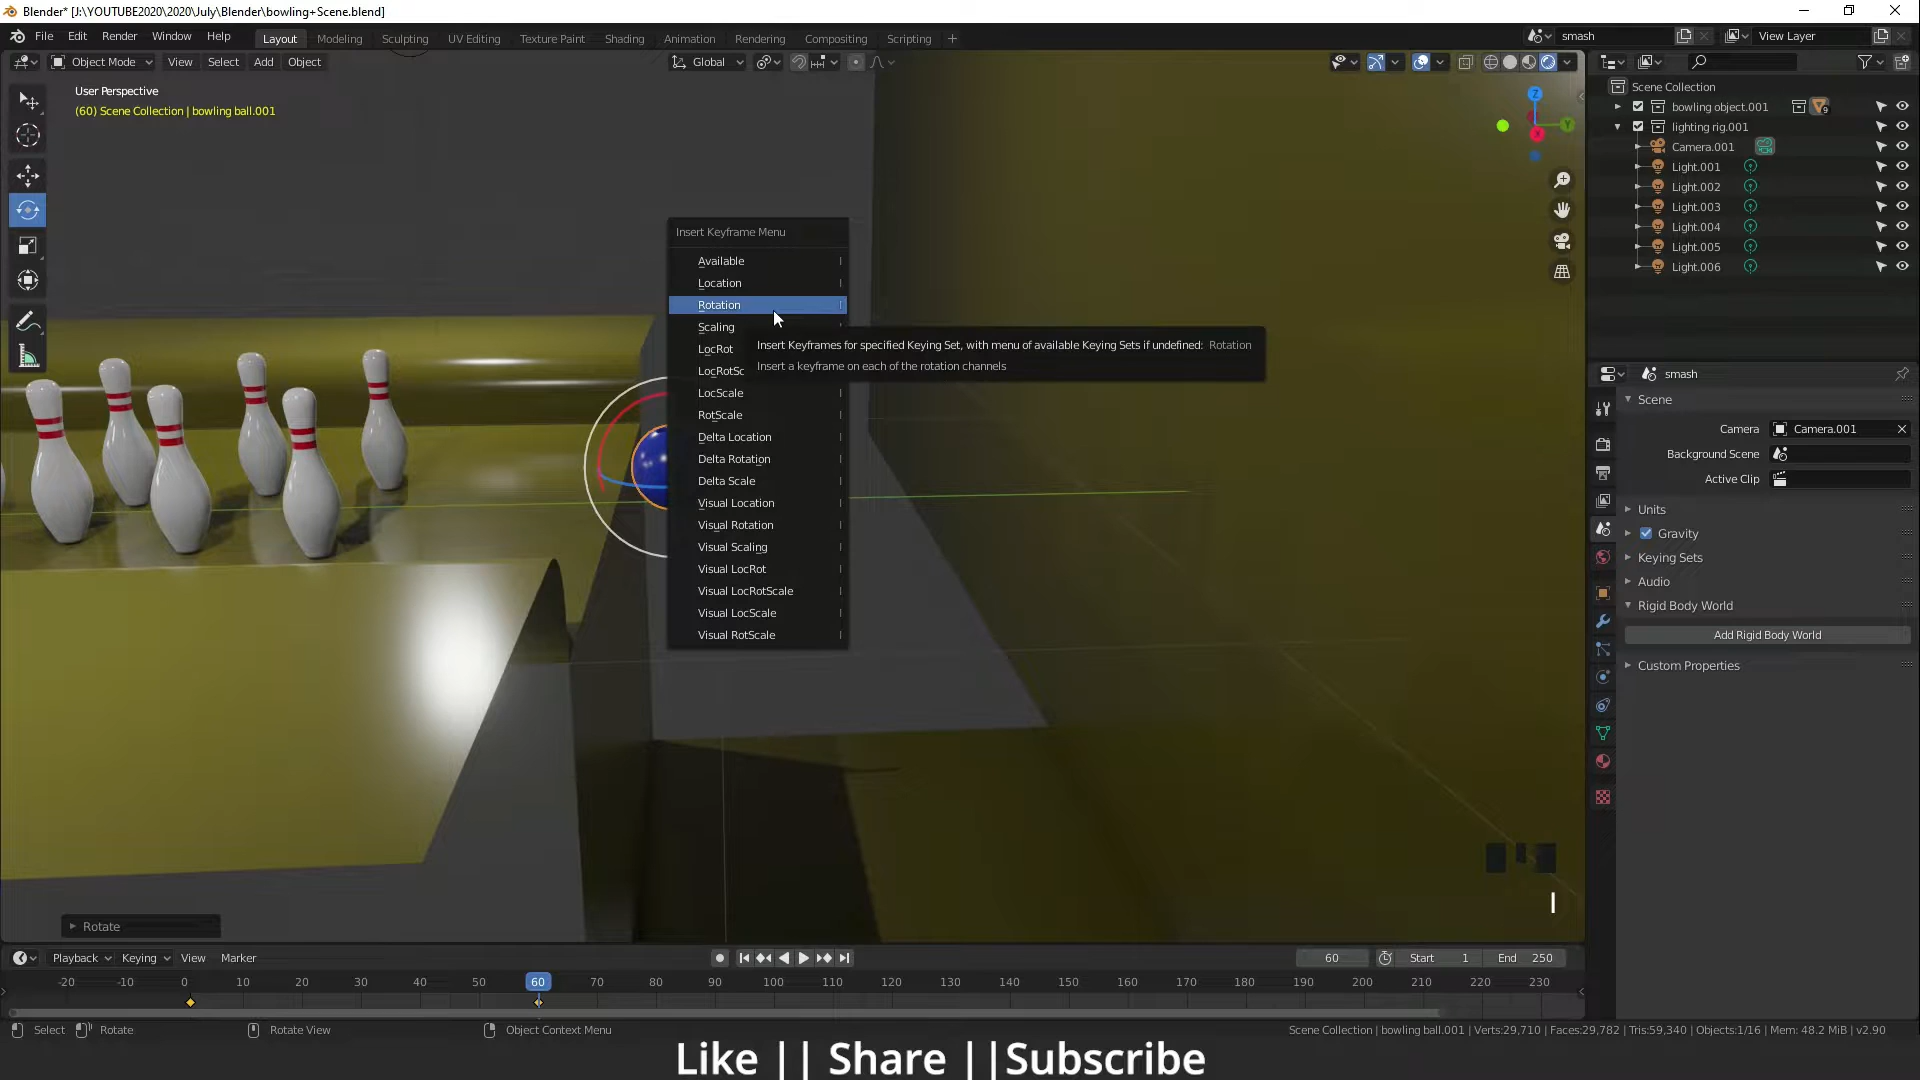 Blender* [J:\YOUTUBE2020\2020\July\Blender\bowling+Scene.blend]
File Edit Render Window Help Layout Modeling Sculpting UV Editing Texture Paint Shading Animation Rendering Compositing Scripting + smash View Layer
Object Mode View Select Add Object Global
User Perspective
(60) Scene Collection | bowling ball.001
Z
Y
X
Insert Keyframe Menu
Available I
Location I
Rotation I
Scaling I
LocRot
LocRotSc
LocScale I
RotScale I
Delta Location I
Delta Rotation I
Delta Scale I
Visual Location I
Visual Rotation I
Visual Scaling I
Visual LocRot I
Visual LocRotScale I
Visual LocScale I
Visual RotScale I
Insert Keyframes for specified Keying Set, with menu of available Keying Sets if undefined: Rotation
Insert a keyframe on each of the rotation channels
Scene Collection
bowling object.001 9
lighting rig.001
Camera.001
Light.001
Light.002
Light.003
Light.004
Light.005
Light.006
smash
Scene
Camera Camera.001
Background Scene
Active Clip
Units
Gravity
Keying Sets
Audio
Rigid Body World
Add Rigid Body World
Custom Properties
I
Rotate
Playback Keying View Marker 60 Start 1 End 250
-20 -10 0 10 20 30 40 50 60 70 80 90 100 110 120 130 140 150 160 170 180 190 200 210 220 230
Select Rotate Rotate View Object Context Menu Scene Collection | bowling ball.001 | Verts:29,710 | Faces:29,782 | Tris:59,340 | Objects:1/16 | Mem: 48.2 MiB | v2.90
Like || Share ||Subscribe